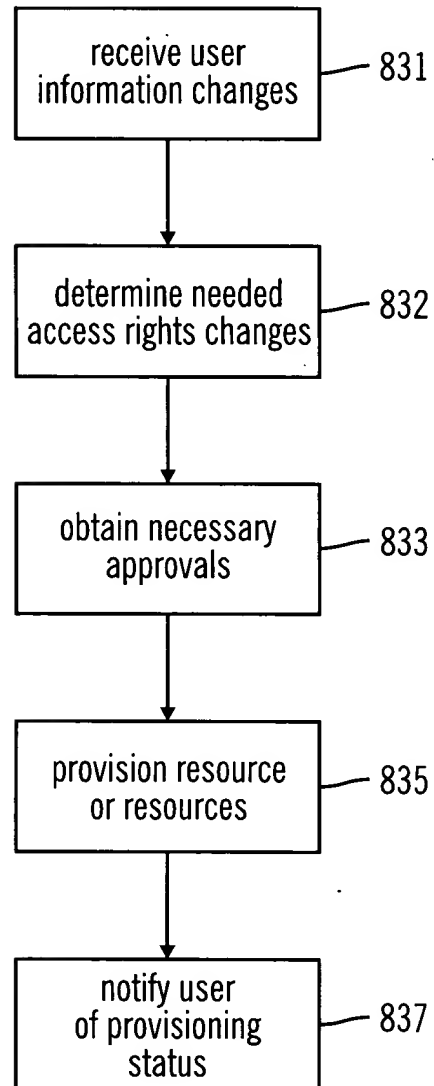 receive user
information changes
831
determine needed
access rights changes
832
obtain necessary
approvals
833
provision resource
or resources
835
notify user
of provisioning
status
837